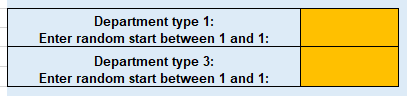 Department type 1:
Enter random start between 1 and 1:
Department type 3:
Enter random start between 1 and 1: